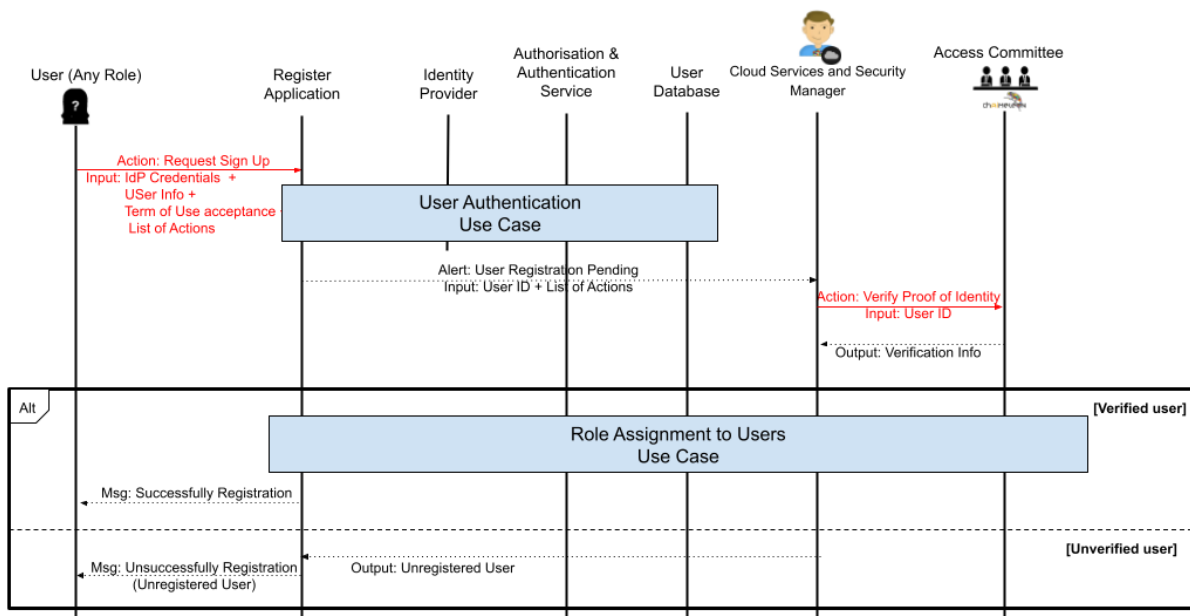 User (Any Role)
Register
Application
Identity
Provider
Authorisation &
Authentication
Service
User
Database
Cloud Services and Security
Manager
Access Committee
?
Action: Request Sign Up
Input: IdP Credentials +
USer Info +
Term of Use acceptance
List of Actions
User Authentication
Use Case
Alert: User Registration Pending
Input: User ID + List of Actions
Action: Verify Proof of Identity
Input: User ID
Output: Verification Info
Alt
[Verified user]
Role Assignment to Users
Use Case
Msg: Successfully Registration
[Unverified user]
Output: Unregistered User
Msg: Unsuccessfully Registration
(Unregistered User)